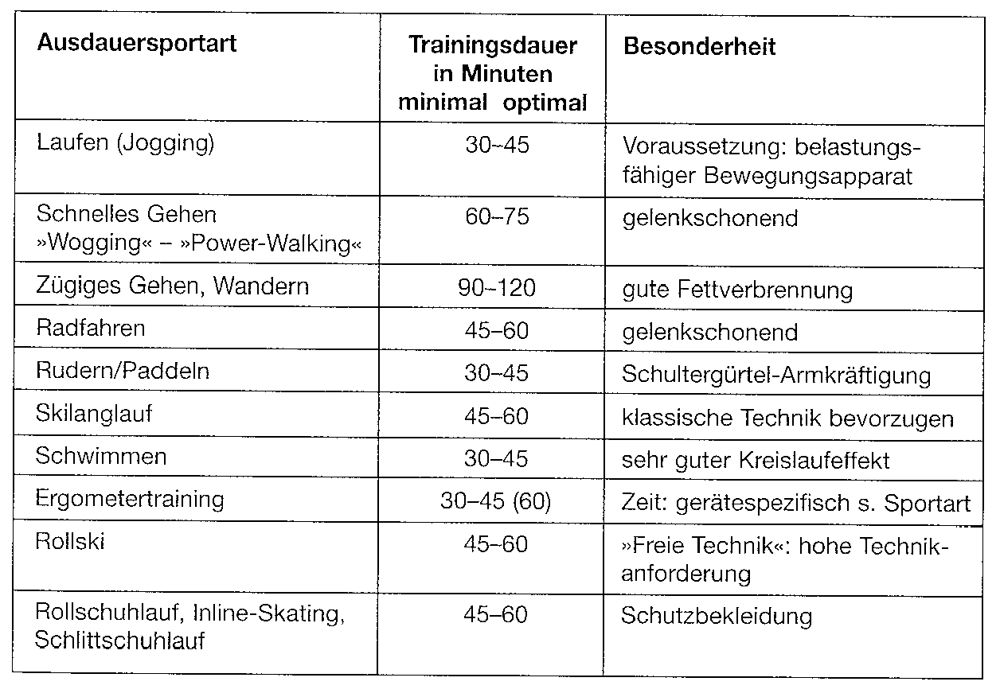 Ausdauersportart
Trainingsdauer
in Minuten
minimal optimal
Besonderheit
Laufen (Jogging)
30–45
Voraussetzung: belastungs-
fähiger Bewegungsapparat
Schnelles Gehen
»Wogging« – »Power-Walking«
60–75
gelenkschonend
Zügiges Gehen, Wandern
90–120
gute Fettverbrennung
Radfahren
45–60
gelenkschonend
Rudern/Paddeln
30–45
Schultergürtel-Armkräftigung
Skilanglauf
45–60
klassische Technik bevorzugen
Schwimmen
30–45
sehr guter Kreislaufeffekt
Ergometertraining
30–45 (60)
Zeit: gerätespezifisch s. Sportart
Rollski
45–60
»Freie Technik«: hohe Technik-
anforderung
Rollschuhlauf, Inline-Skating,
Schlittschuhlauf
45–60
Schutzbekleidung